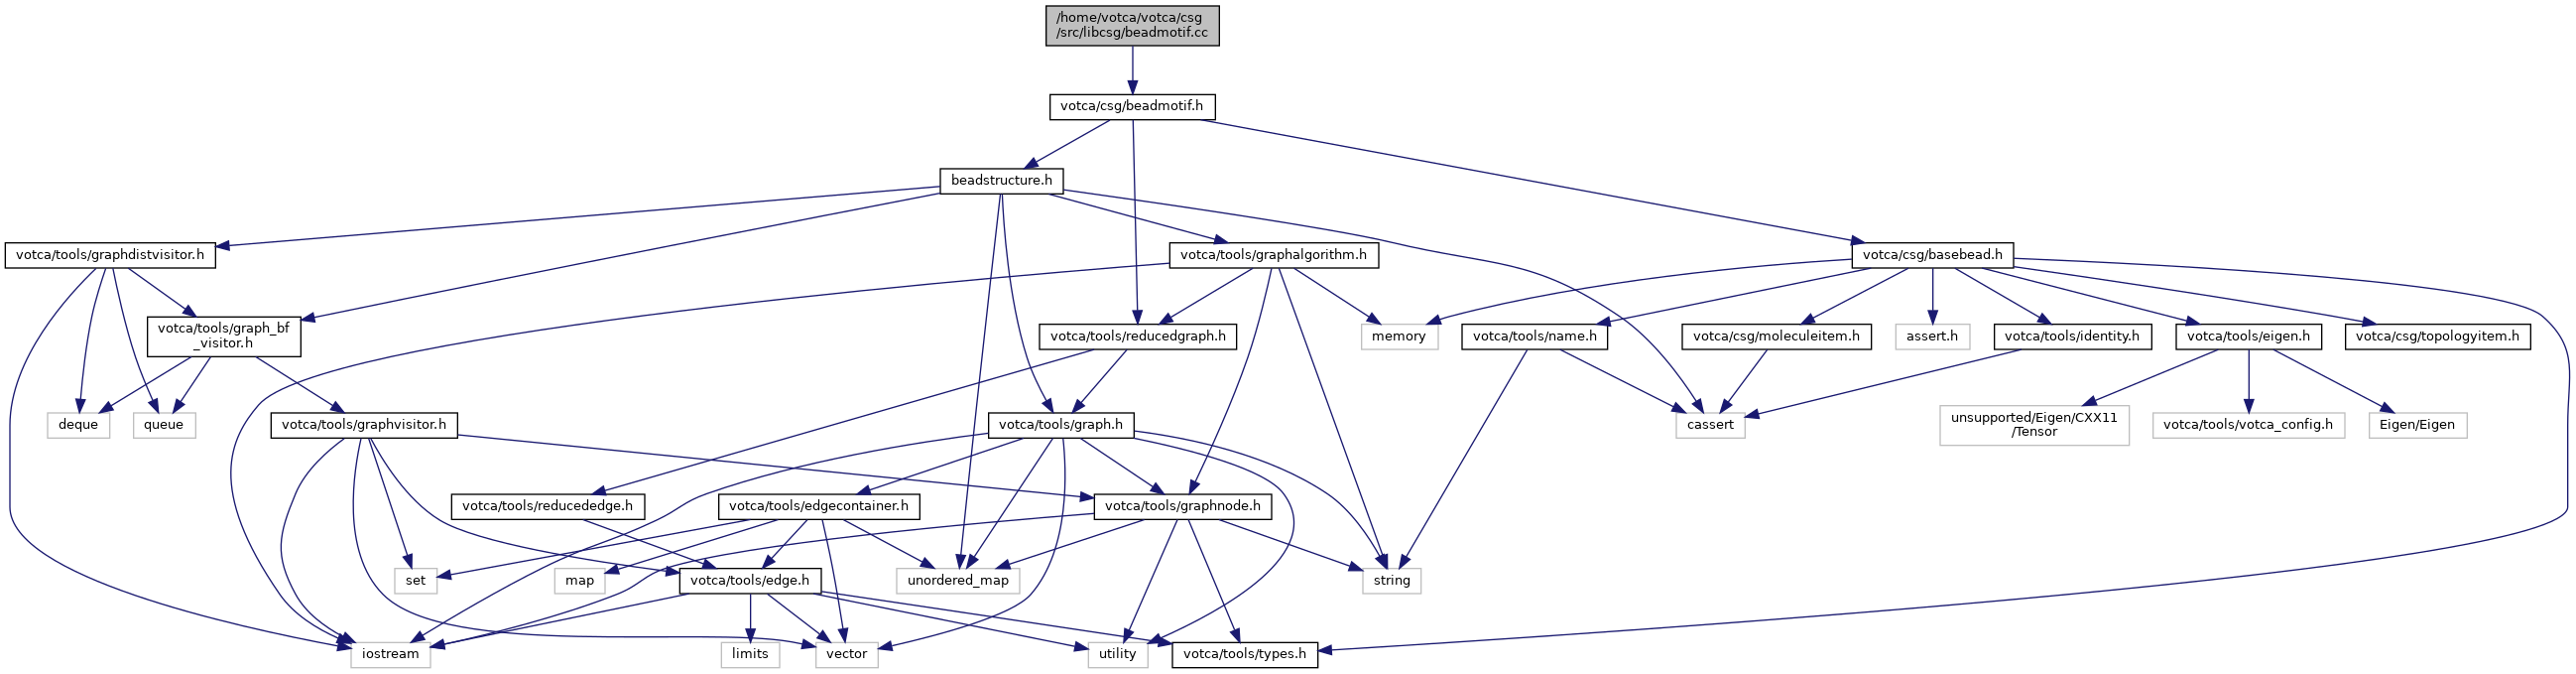 /home/votca/votca/csg
/src/libcsg/beadmotif.cc
votca/csg/beadmotif.h
beadstructure.h
votca/tools/graphdistvisitor.h
votca/tools/graphalgorithm.h
votca/csg/basebead.h
votca/tools/graph_bf
_visitor.h
votca/tools/reducedgraph.h
memory
votca/tools/name.h
votca/csg/moleculeitem.h
assert.h
votca/tools/identity.h
votca/tools/eigen.h
votca/csg/topologyitem.h
deque
queue
votca/tools/graphvisitor.h
votca/tools/graph.h
cassert
unsupported/Eigen/CXX11
/Tensor
votca/tools/votca_config.h
Eigen/Eigen
votca/tools/reducededge.h
votca/tools/edgecontainer.h
votca/tools/graphnode.h
set
map
votca/tools/edge.h
unordered_map
string
iostream
limits
vector
utility
votca/tools/types.h